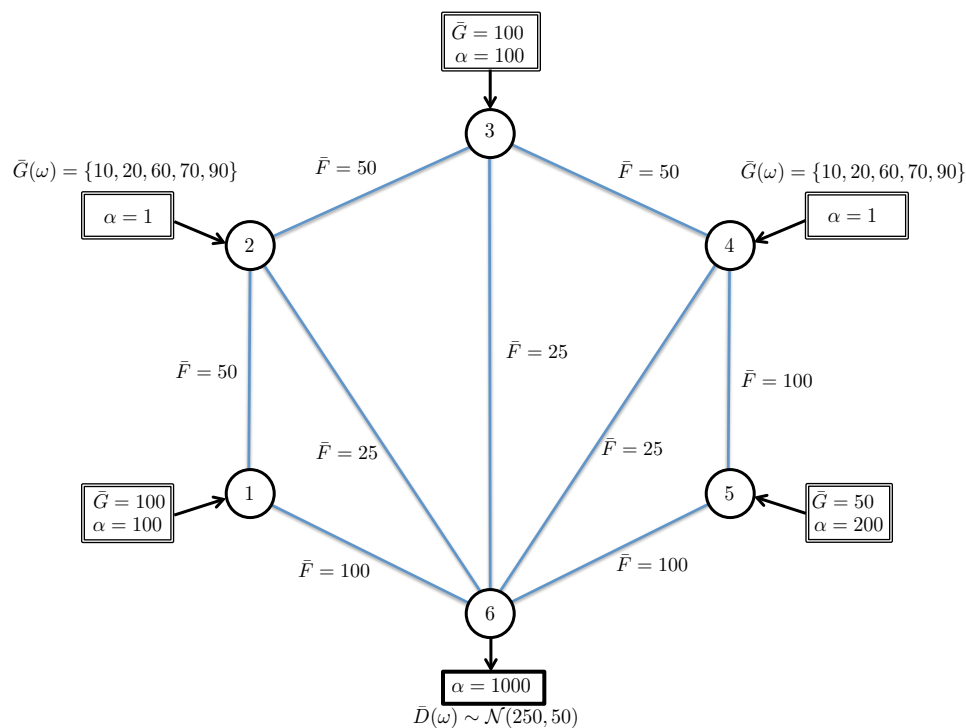 Ḡ = 100
α = 100
3
Ḡ(ω) = {10, 20, 60, 70, 90}
F̄ = 50
F̄ = 50
Ḡ(ω) = {10, 20, 60, 70, 90}
α = 1
α = 1
2
4
F̄ = 25
F̄ = 50
F̄ = 100
F̄ = 25
F̄ = 25
Ḡ = 100
α = 100
1
5
Ḡ = 50
α = 200
F̄ = 100
F̄ = 100
6
α = 1000
D̄(ω) ∼ 𝒩(250, 50)